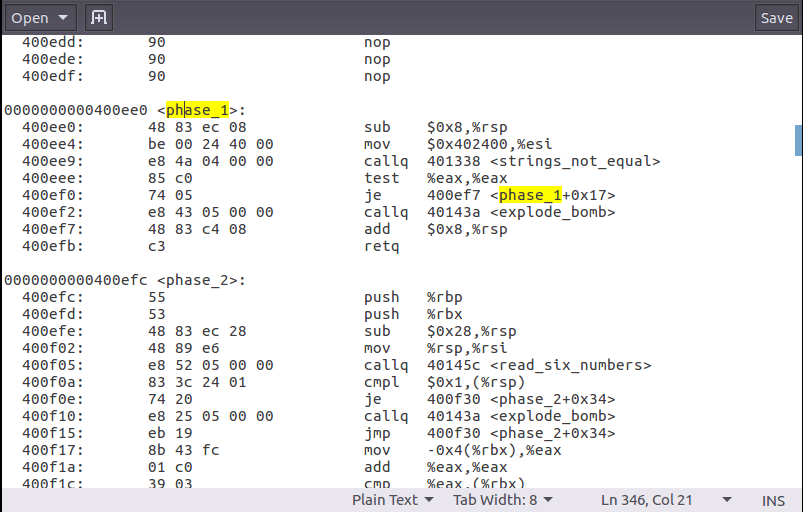 Open Save
400edd: 90 nop
400ede: 90 nop
400edf: 90 nop
0000000000400ee0 <phase_1>:
400ee0: 48 83 ec 08 sub $0x8,%rsp
400ee4: be 00 24 40 00 mov $0x402400,%esi
400ee9: e8 4a 04 00 00 callq 401338 <strings_not_equal>
400eee: 85 c0 test %eax,%eax
400ef0: 74 05 je 400ef7 <phase_1+0x17>
400ef2: e8 43 05 00 00 callq 40143a <explode_bomb>
400ef7: 48 83 c4 08 add $0x8,%rsp
400efb: c3 retq
0000000000400efc <phase_2>:
400efc: 55 push %rbp
400efd: 53 push %rbx
400efe: 48 83 ec 28 sub $0x28,%rsp
400f02: 48 89 e6 mov %rsp,%rsi
400f05: e8 52 05 00 00 callq 40145c <read_six_numbers>
400f0a: 83 3c 24 01 cmpl $0x1,(%rsp)
400f0e: 74 20 je 400f30 <phase_2+0x34>
400f10: e8 25 05 00 00 callq 40143a <explode_bomb>
400f15: eb 19 jmp 400f30 <phase_2+0x34>
400f17: 8b 43 fc mov -0x4(%rbx),%eax
400f1a: 01 c0 add %eax,%eax
400f1c: 39 03 cmp %eax,(%rbx)
Plain Text Tab Width: 8 Ln 346, Col 21 INS